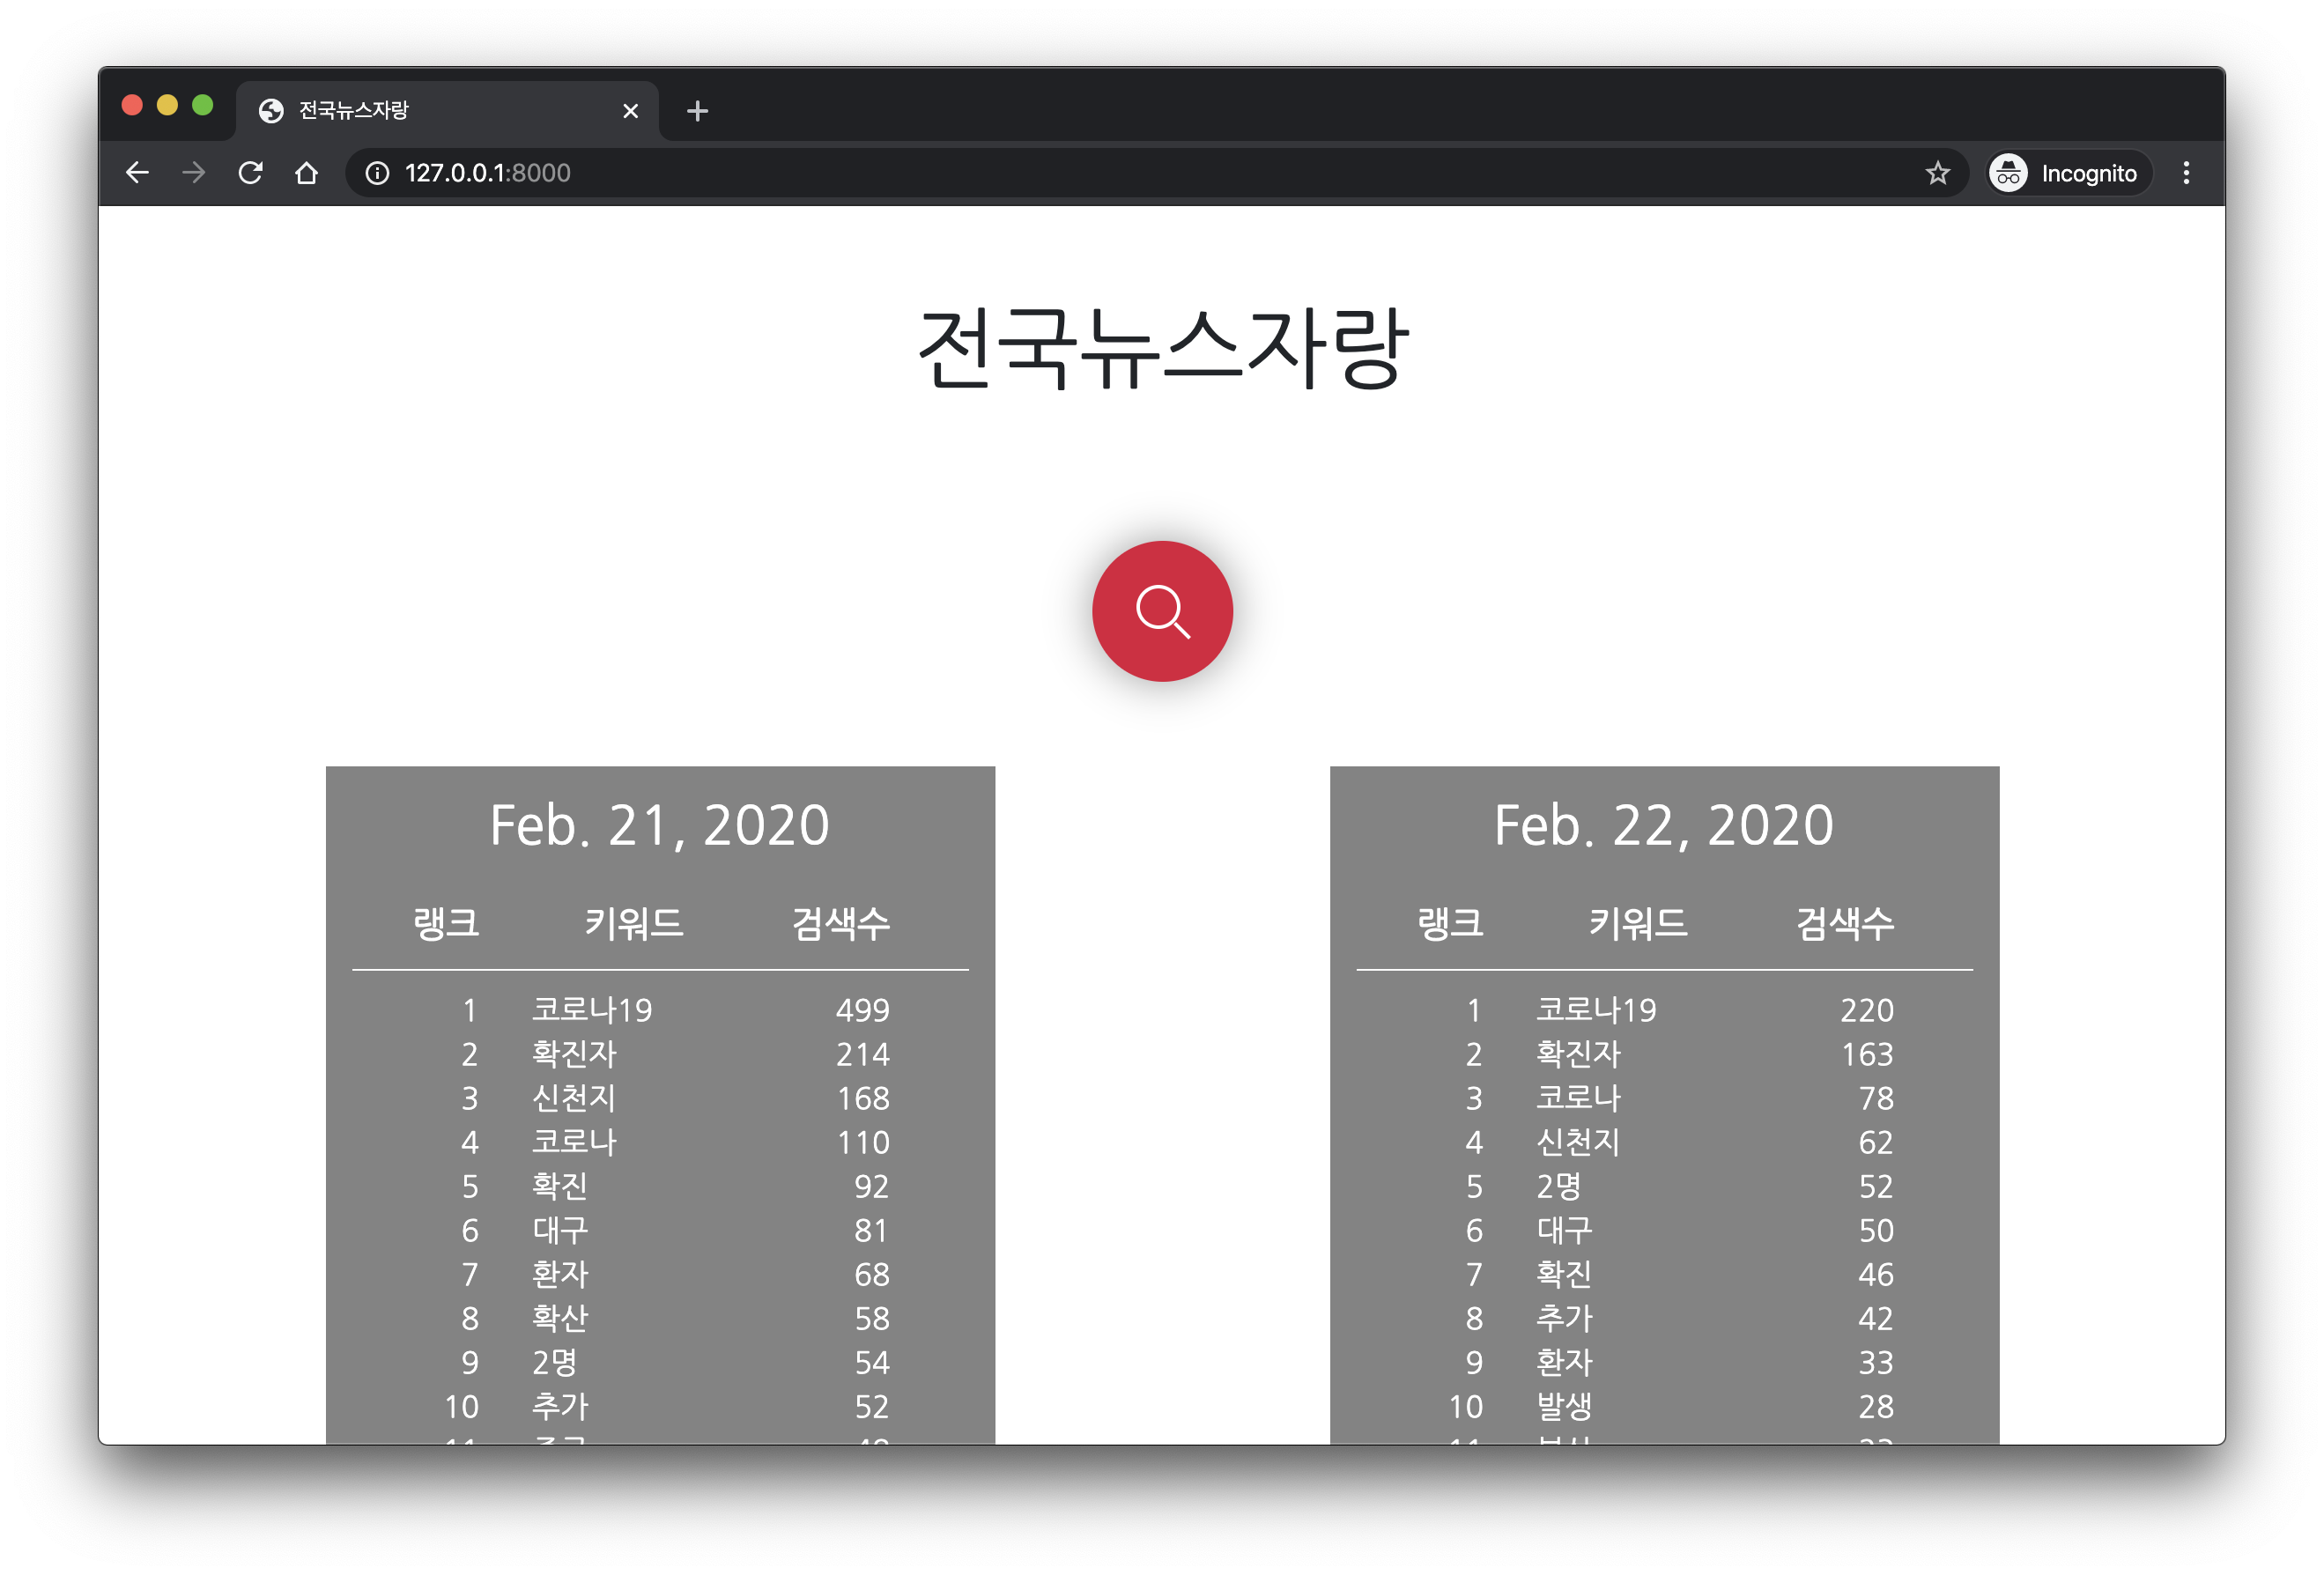 전국뉴스자랑
127.0.0.1:8000
Incognito
전국뉴스자랑
Feb. 21, 2020
랭크 키워드 검색수
1 코로나19 499
2 확진자 214
3 신천지 168
4 코로나 110
5 확진 92
6 대구 81
7 환자 68
8 확산 58
9 2명 54
10 추가 52
Feb. 22, 2020
랭크 키워드 검색수
1 코로나19 220
2 확진자 163
3 코로나 78
4 신천지 62
5 2명 52
6 대구 50
7 확진 46
8 추가 42
9 환자 33
10 발생 28